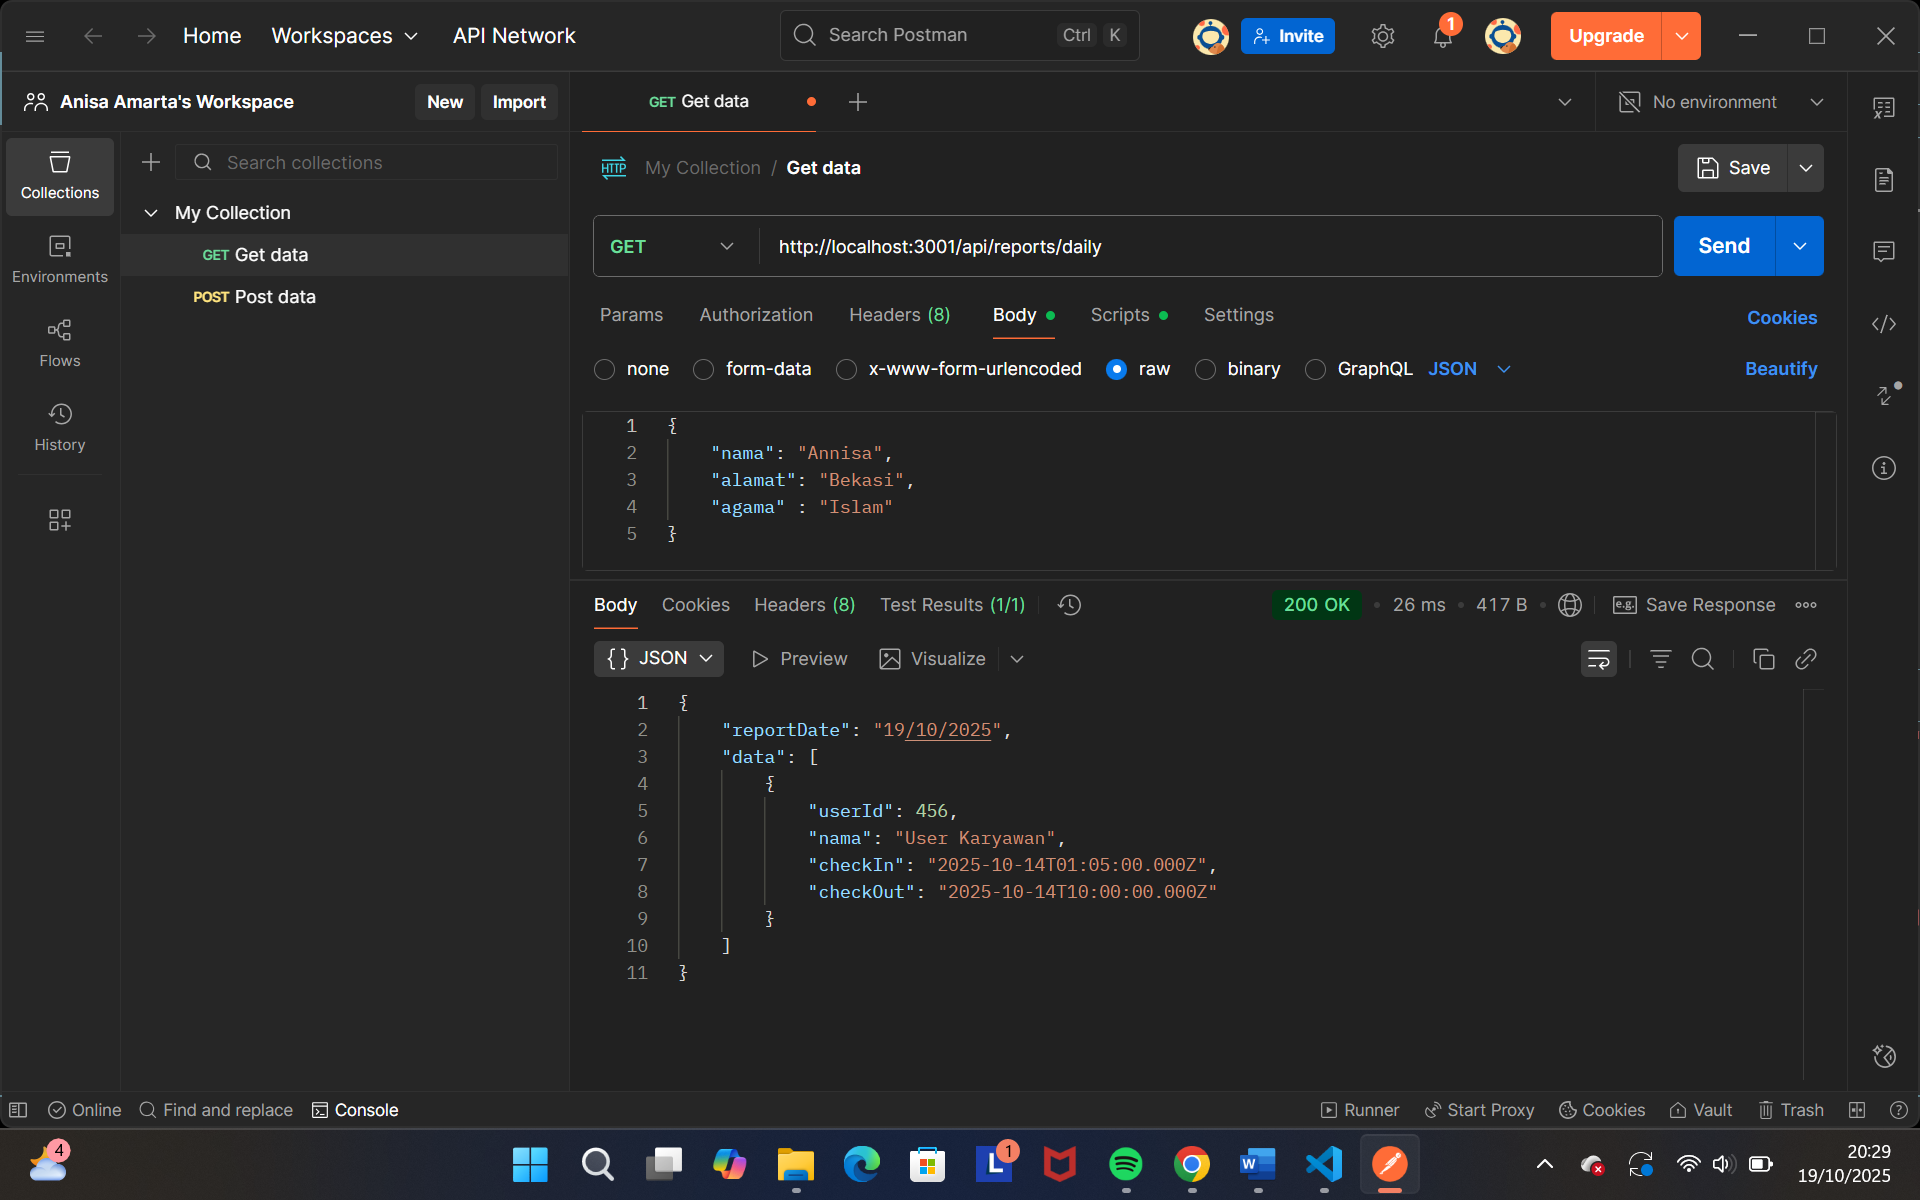 Home Workspaces API Network Search Postman Ctrl K Invite 1 Upgrade
Anisa Amarta's Workspace New Import GET Get data No environment
Collections
Search collections
My Collection / Get data
Save
My Collection
GET Get data
POST Post data
Environments
Flows
History
GET http://localhost:3001/api/reports/daily Send
Params Authorization Headers (8) Body Scripts Settings Cookies
none form-data x-www-form-urlencoded raw binary GraphQL JSON Beautify
1 {
2 "nama": "Annisa",
3 "alamat": "Bekasi",
4 "agama" : "Islam"
5 }
Body Cookies Headers (8) Test Results (1/1) 200 OK • 26 ms • 417 B • e.g. Save Response
{} JSON Preview Visualize
1 {
2 "reportDate": "19/10/2025",
3 "data": [
4 {
5 "userId": 456,
6 "nama": "User Karyawan",
7 "checkIn": "2025-10-14T01:05:00.000Z",
8 "checkOut": "2025-10-14T10:00:00.000Z"
9 }
10 ]
11 }
Online Find and replace Console Runner Start Proxy Cookies Vault Trash
4 1 20:29
19/10/2025